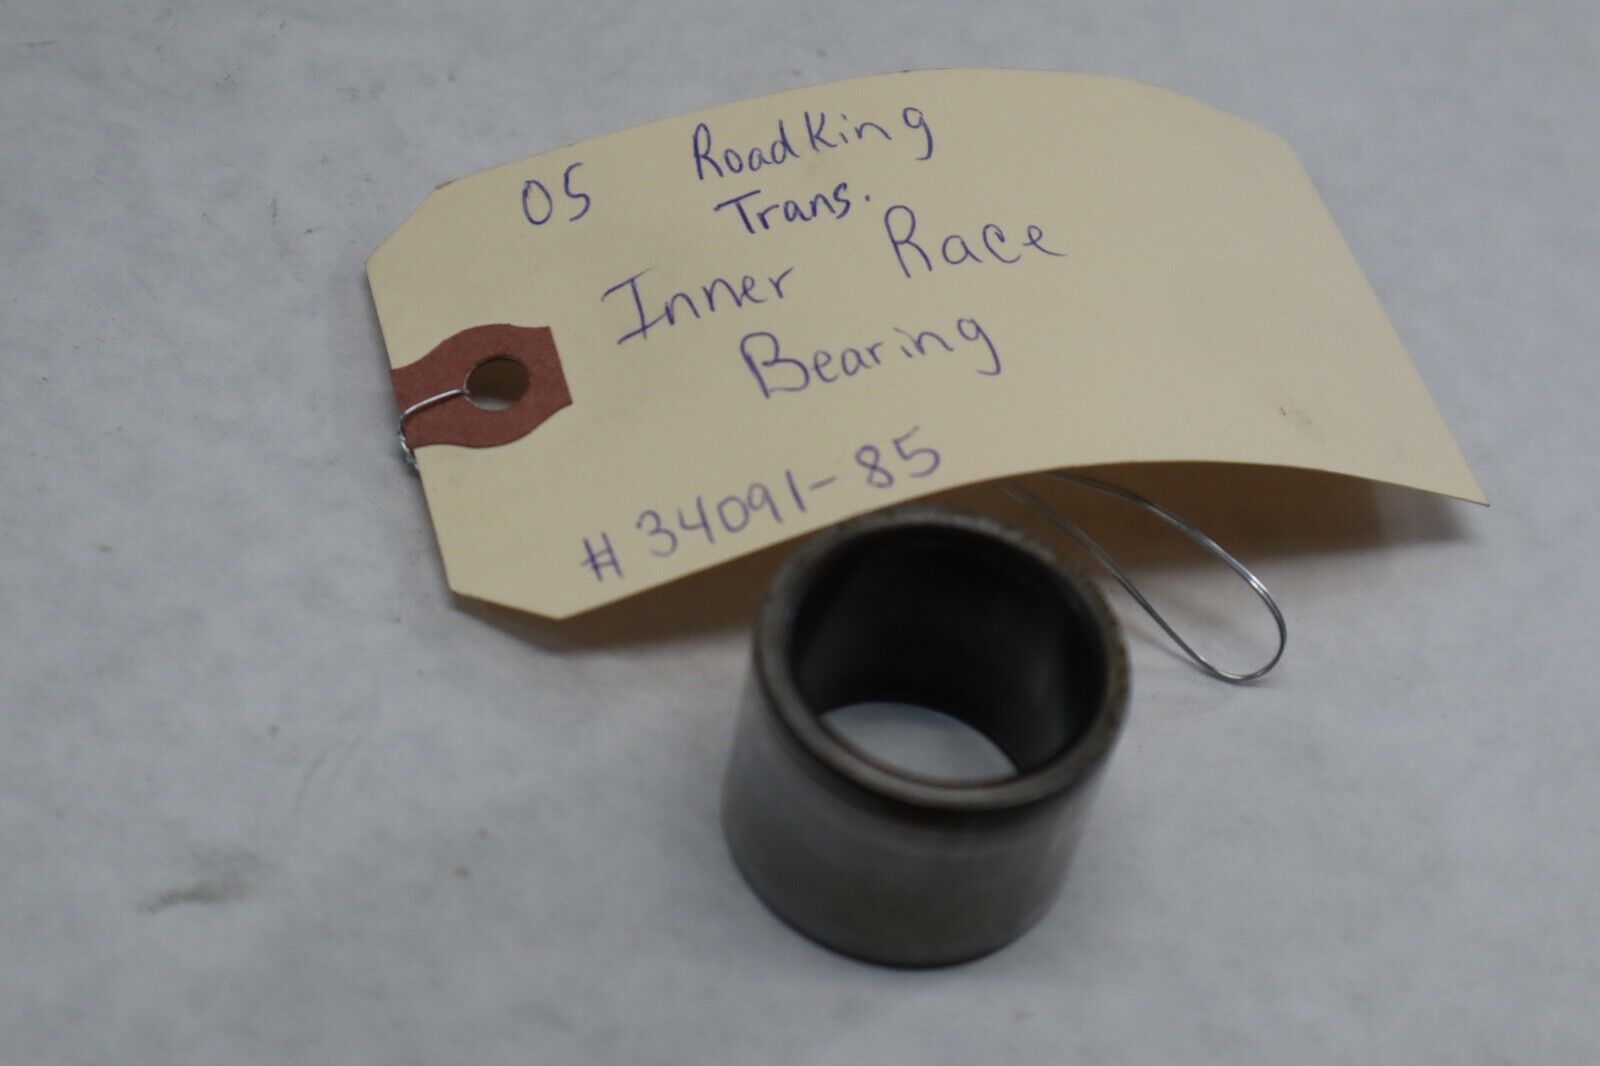 05 RoadKing
Trans.
Inner Race
Bearing
#34091-85